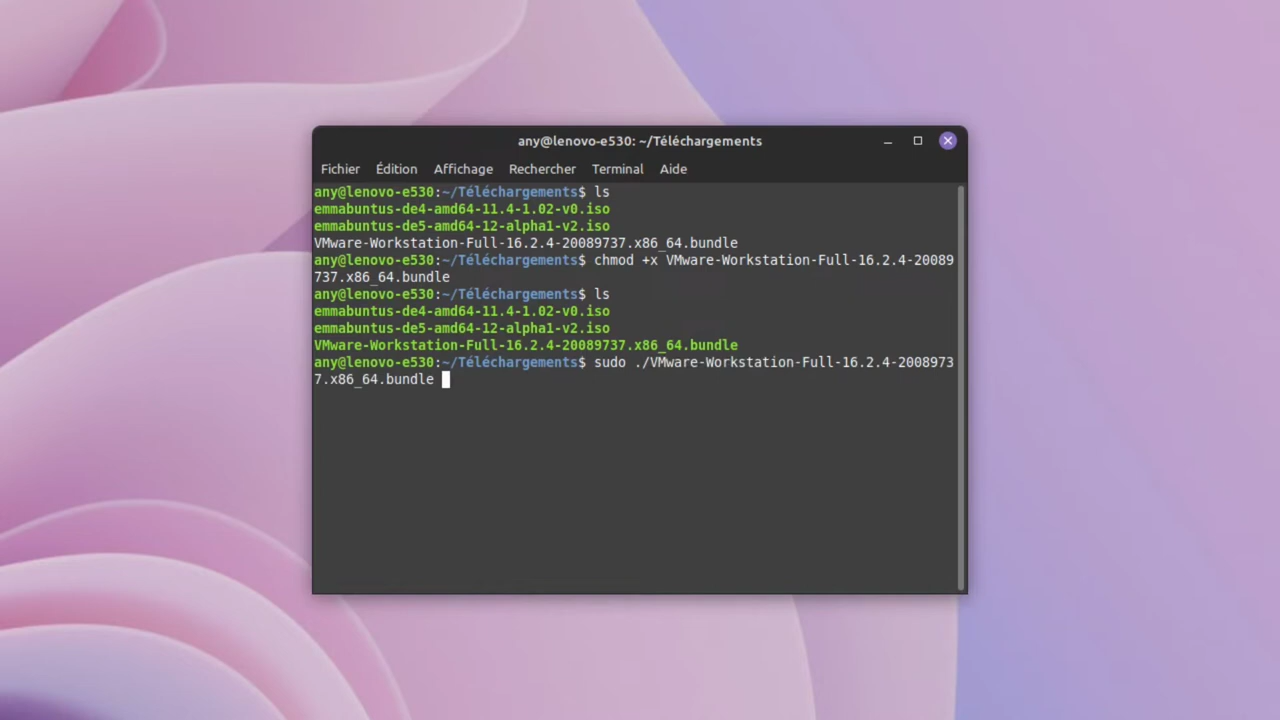 any@lenovo-e530: ~/Téléchargements
Fichier Édition Affichage Rechercher Terminal Aide
any@lenovo-e530:~/Téléchargements$ ls
emmabuntus-de4-amd64-11.4-1.02-v0.iso
emmabuntus-de5-amd64-12-alpha1-v2.iso
VMware-Workstation-Full-16.2.4-20089737.x86_64.bundle
any@lenovo-e530:~/Téléchargements$ chmod +x VMware-Workstation-Full-16.2.4-20089
737.x86_64.bundle
any@lenovo-e530:~/Téléchargements$ ls
emmabuntus-de4-amd64-11.4-1.02-v0.iso
emmabuntus-de5-amd64-12-alpha1-v2.iso
VMware-Workstation-Full-16.2.4-20089737.x86_64.bundle
any@lenovo-e530:~/Téléchargements$ sudo ./VMware-Workstation-Full-16.2.4-2008973
7.x86_64.bundle